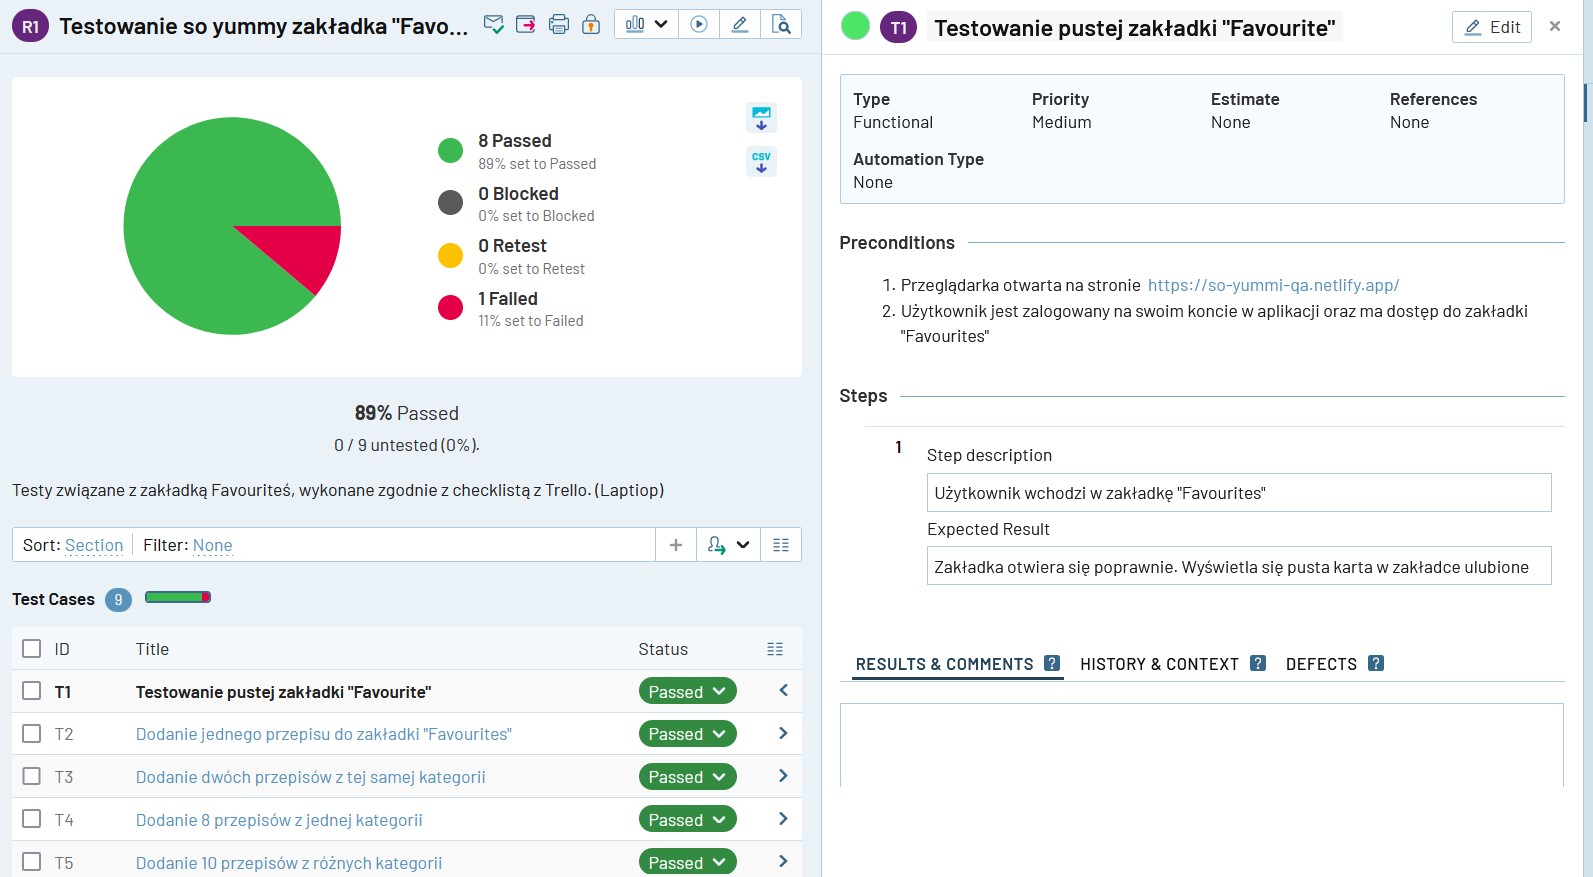 R1 Testowanie so yummy zakładka "Favo...
8 Passed
89% set to Passed
0 Blocked
0% set to Blocked
0 Retest
0% set to Retest
1 Failed
11% set to Failed
CSV
89% Passed
0 / 9 untested (0%).
Testy związane z zakładką Favouriteś, wykonane zgodnie z checklistą z Trello. (Laptiop)
Sort: Section Filter: None
Test Cases 9
ID Title Status
T1 Testowanie pustej zakładki "Favourite" Passed
T2 Dodanie jednego przepisu do zakładki "Favourites" Passed
T3 Dodanie dwóch przepisów z tej samej kategorii Passed
T4 Dodanie 8 przepisów z jednej kategorii Passed
T5 Dodanie 10 przepisów z różnych kategorii Passed
T1 Testowanie pustej zakładki "Favourite" Edit
Type Priority Estimate References
Functional Medium None None
Automation Type
None
Preconditions
1. Przeglądarka otwarta na stronie https://so-yummi-qa.netlify.app/
2. Użytkownik jest zalogowany na swoim koncie w aplikacji oraz ma dostęp do zakładki
"Favourites"
Steps
1
Step description
Użytkownik wchodzi w zakładkę "Favourites"
Expected Result
Zakładka otwiera się poprawnie. Wyświetla się pusta karta w zakładce ulubione
RESULTS & COMMENTS ? HISTORY & CONTEXT ? DEFECTS ?